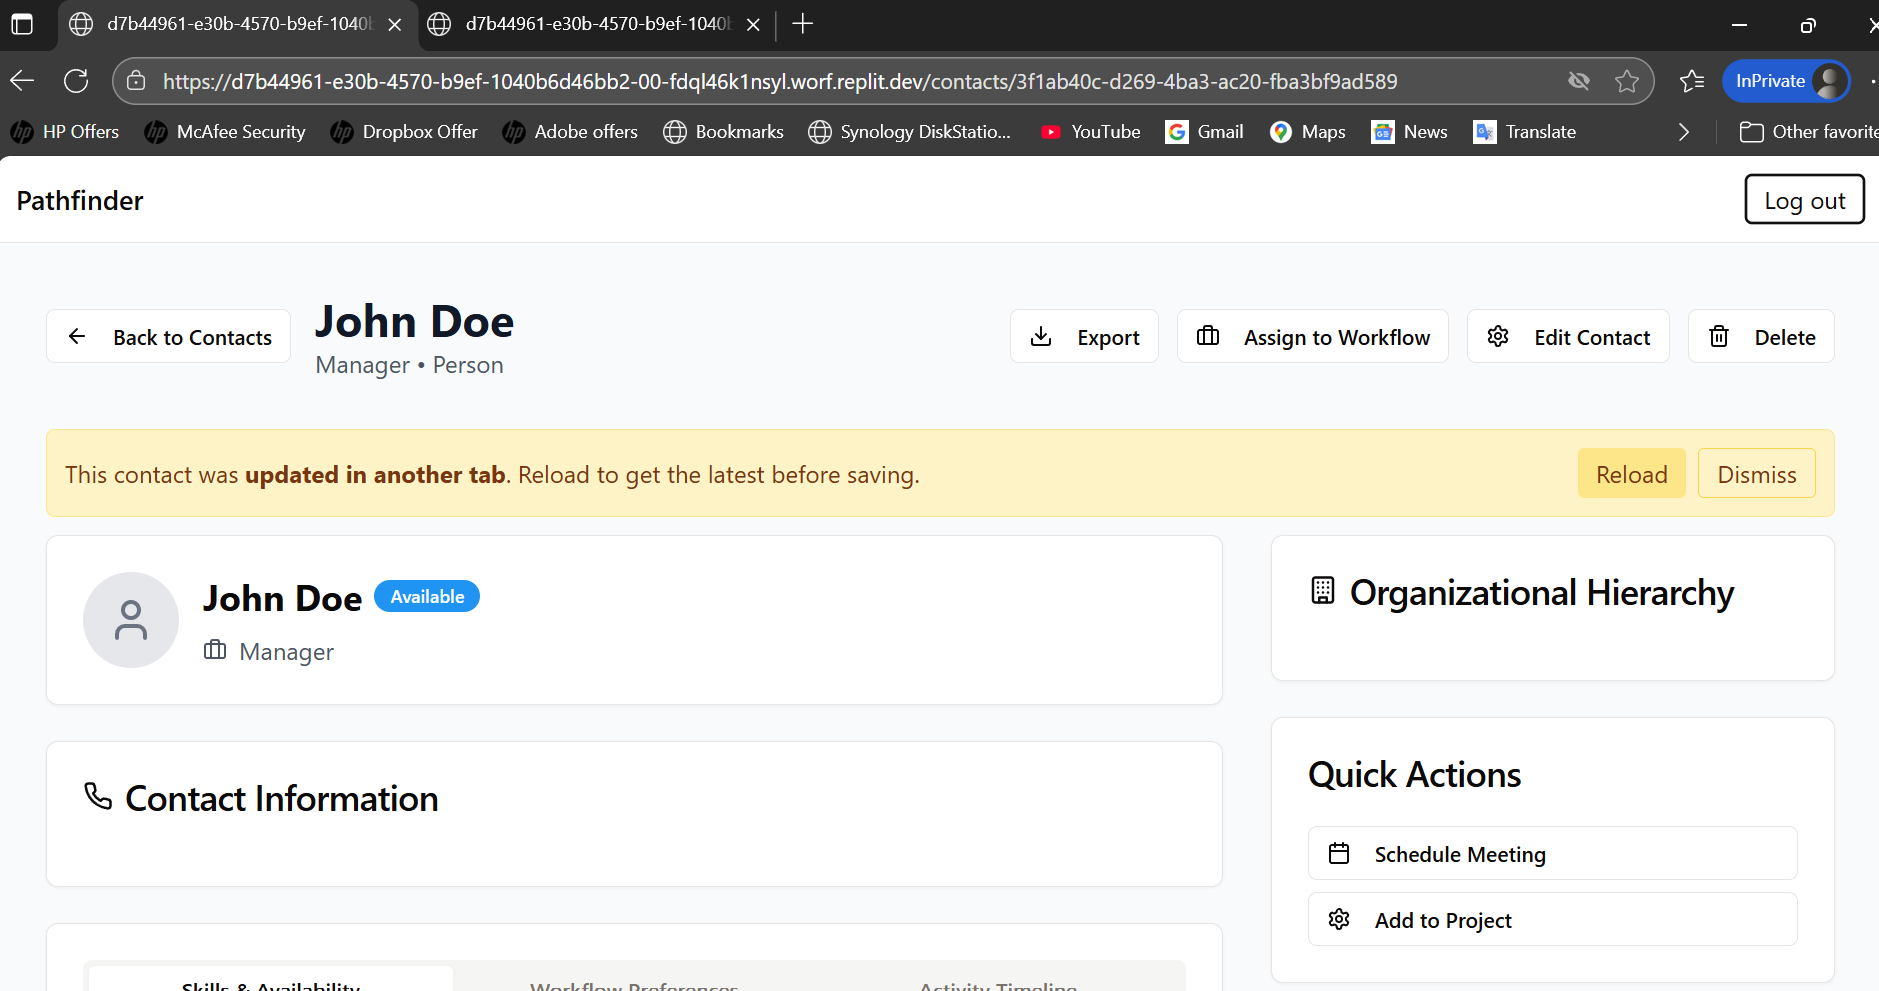 d7b44961-e30b-4570-b9ef-1040b
d7b44961-e30b-4570-b9ef-1040b
https://d7b44961-e30b-4570-b9ef-1040b6d46bb2-00-fdql46k1nsyl.worf.replit.dev/contacts/3f1ab40c-d269-4ba3-ac20-fba3bf9ad589
InPrivate
HP Offers
McAfee Security
Dropbox Offer
Adobe offers
Bookmarks
Synology DiskStatio...
YouTube
Gmail
Maps
News
Translate
Other favorite
Pathfinder
Log out
Back to Contacts
John Doe
Manager • Person
Export
Assign to Workflow
Edit Contact
Delete
This contact was updated in another tab. Reload to get the latest before saving.
Reload
Dismiss
John Doe
Available
Manager
Organizational Hierarchy
Contact Information
Quick Actions
Schedule Meeting
Add to Project
Skills & Availability
Workflow Preferences
Activity Timeline